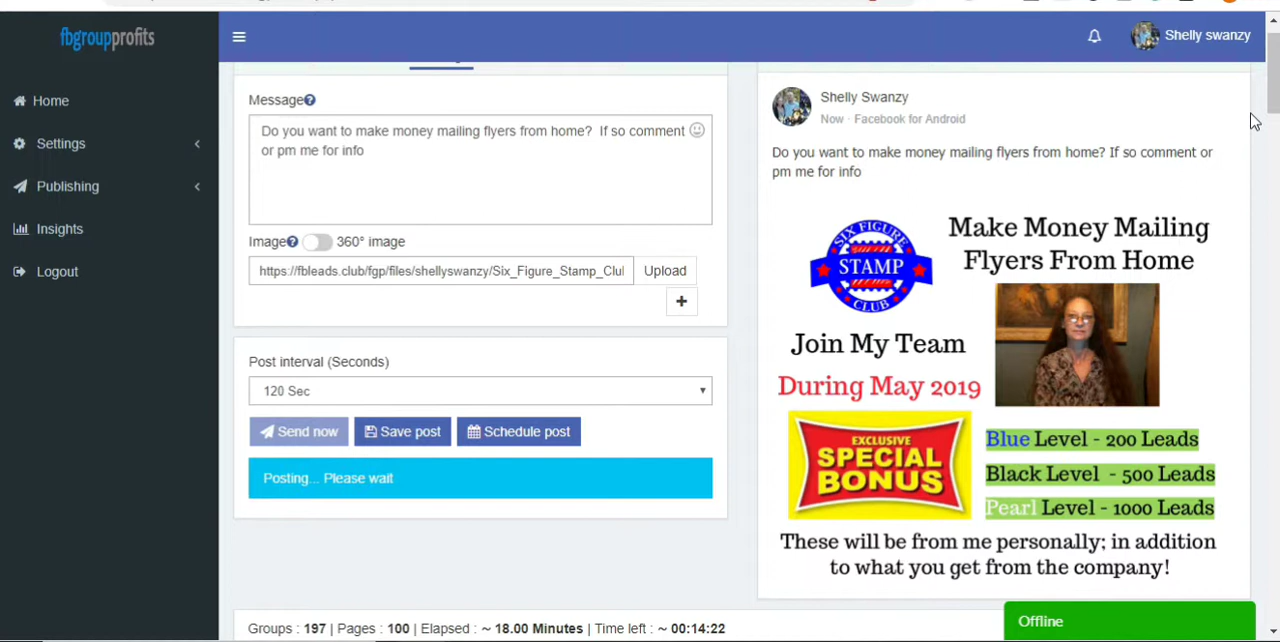 fbgroupprofits
Shelly swanzy
Home
Settings
Publishing
Insights
Logout
Message
Do you want to make money mailing flyers from home? If so comment
or pm me for info
Image 360° image
https://fbleads.club/fgp/files/shellyswanzy/Six_Figure_Stamp_Clul
Upload
+
Post interval (Seconds)
120 Sec
Send now
Save post
Schedule post
Posting... Please wait
Shelly Swanzy
Now · Facebook for Android
Do you want to make money mailing flyers from home? If so comment or
pm me for info
SIX FIGURE
STAMP
CLUB
Make Money Mailing
Flyers From Home
Join My Team
During May 2019
EXCLUSIVE
SPECIAL
BONUS
Blue Level - 200 Leads
Black Level - 500 Leads
Pearl Level - 1000 Leads
These will be from me personally; in addition
to what you get from the company!
Groups : 197 | Pages : 100 | Elapsed : ~ 18.00 Minutes | Time left : ~ 00:14:22
Offline